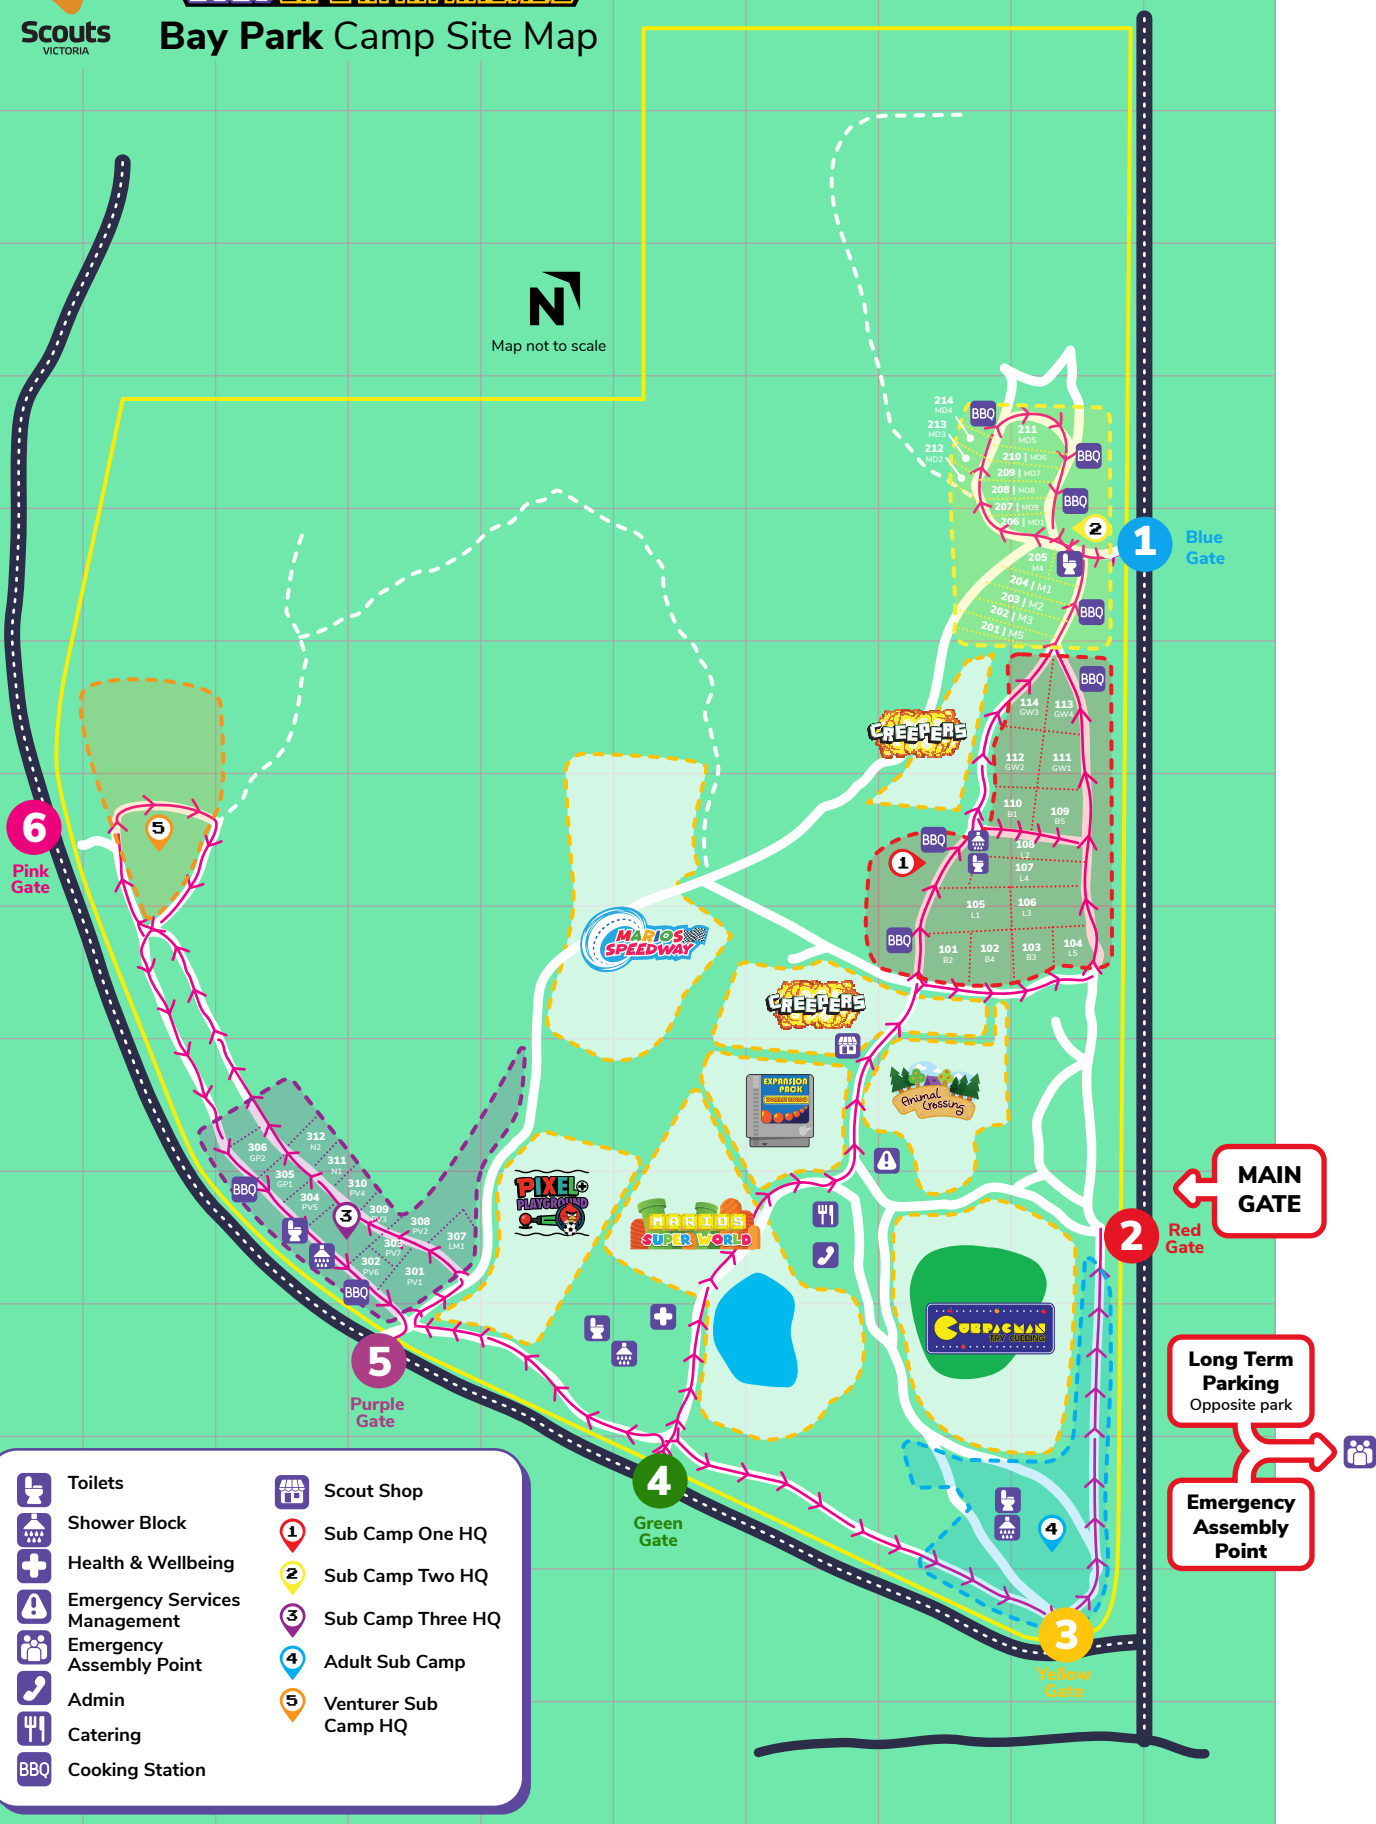 Scouts
VICTORIA
Bay Park Camp Site Map
N
Map not to scale
214
MD4
213
MD3
212
MD2
BBQ
211
MD5
210 | MD6
209 | MD7
208 | MD8
207 | MD9
206 | MD1
BBQ
BBQ
2
1
Blue
Gate
205
M4
204 | M1
203 | M2
202 | M3
201 | M5
BBQ
BBQ
114
GW3
113
GW4
112
GW2
111
GW1
110
B1
109
B5
108
L2
107
L4
105
L1
106
L3
101
B2
102
B4
103
B3
104
L5
BBQ
1
BBQ
CREEPERS
6
Pink
Gate
5
MARIOS
SPEEDWAY
CREEPERS
EXPANSION
PACK
Animal
Crossing
312
N2
311
N1
310
PV4
309
PV3
308
PV2
307
LM1
306
GP2
305
GP1
304
PV5
303
PV7
302
PV6
301
PV1
BBQ
3
BBQ
PIXEL+
PLAYGROUND
MARIOS
SUPER WORLD
CUBPACMAN
TRY CUBBING
MAIN
GATE
2
Red
Gate
Long Term
Parking
Opposite park
Emergency
Assembly
Point
5
Purple
Gate
4
Green
Gate
4
3
Yellow
Gate
Toilets
Shower Block
Health & Wellbeing
Emergency Services
Management
Emergency
Assembly Point
Admin
Catering
BBQ Cooking Station
Scout Shop
1 Sub Camp One HQ
2 Sub Camp Two HQ
3 Sub Camp Three HQ
4 Adult Sub Camp
5 Venturer Sub
Camp HQ